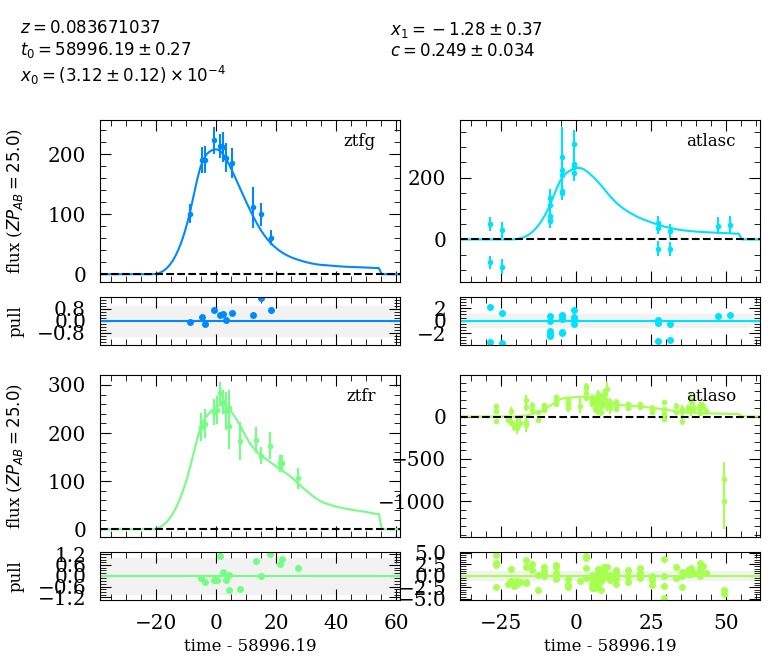 z = 0.083671037
t0 = 58996.19 ± 0.27
x0 = (3.12 ± 0.12) × 10⁻⁴
x1 = −1.28 ± 0.37
c = 0.249 ± 0.034
flux (ZPAB = 25.0)
200
100
0
ztfg
200
0
atlasc
pull
0.8
0.0
−0.8
2
0
−2
flux (ZPAB = 25.0)
300
200
100
0
ztfr
0
−500
−1000
atlaso
pull
1.2
0.6
0.0
−0.6
−1.2
5.0
2.5
0.0
−2.5
−5.0
−20
0
20
40
60
time - 58996.19
−25
0
25
50
time - 58996.19